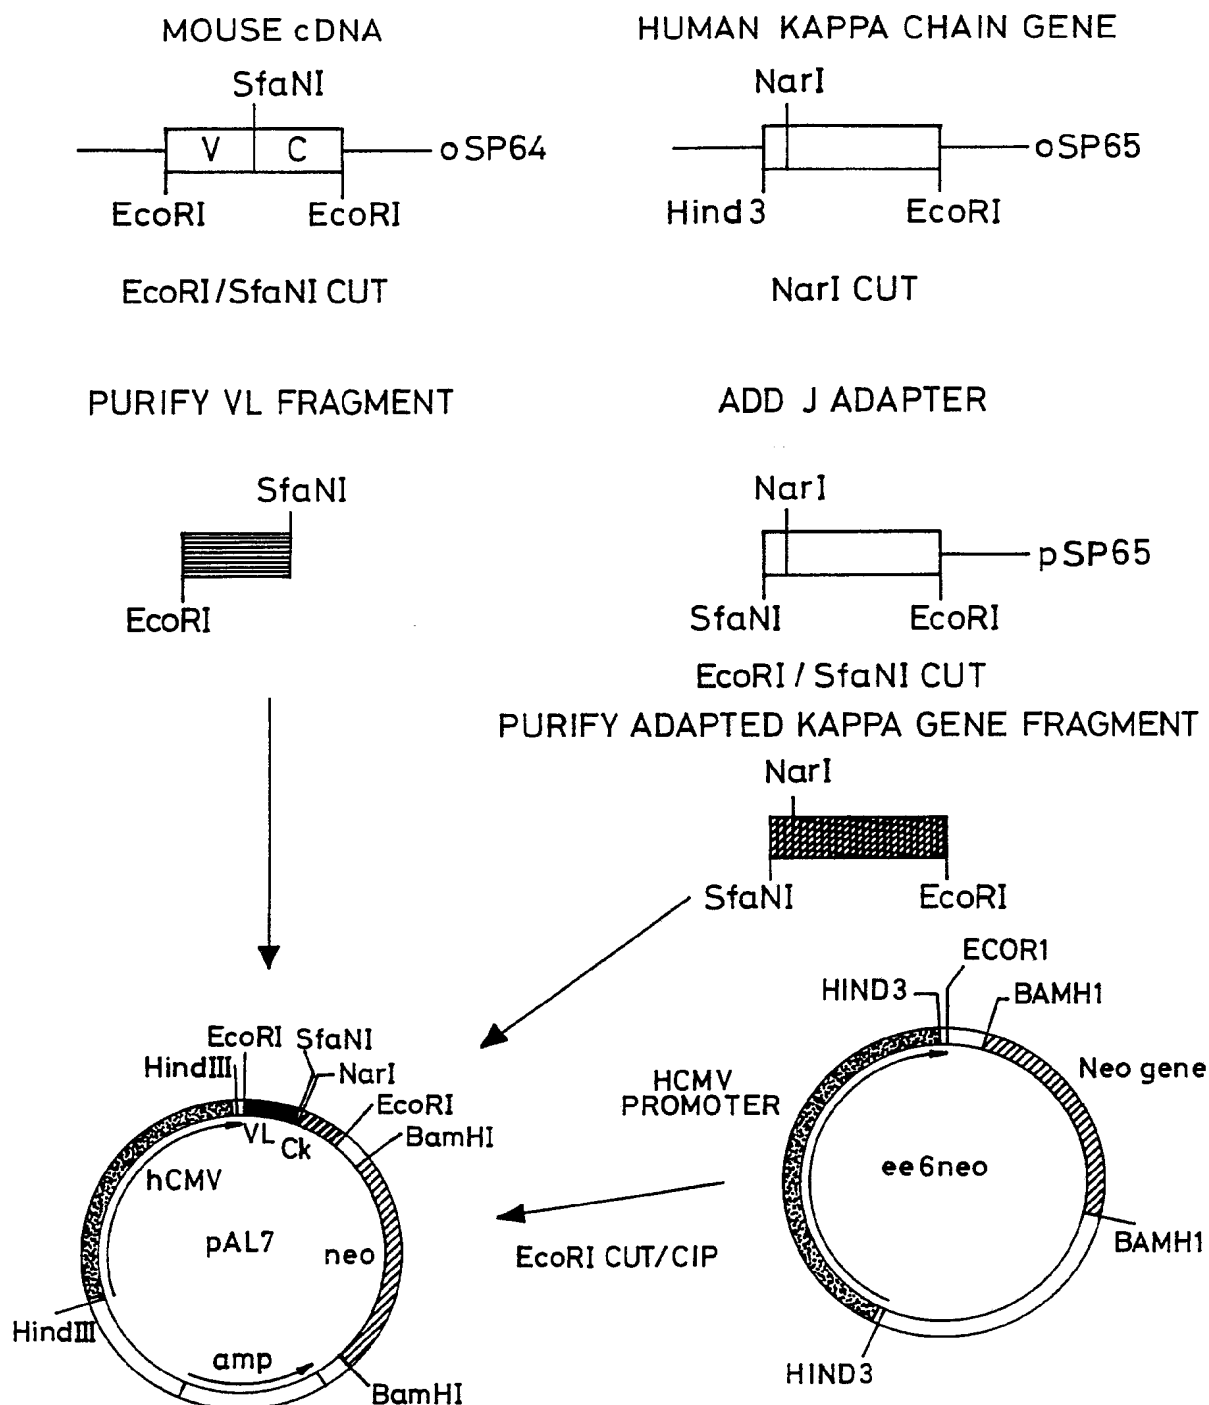 MOUSE cDNA
SfaNI
V
C
oSP64
EcoRI
EcoRI
EcoRI/SfaNI CUT
PURIFY VL FRAGMENT
SfaNI
EcoRI
HUMAN KAPPA CHAIN GENE
NarI
oSP65
Hind3
EcoRI
NarI CUT
ADD J ADAPTER
NarI
pSP65
SfaNI
EcoRI
EcoRI/SfaNI CUT
PURIFY ADAPTED KAPPA GENE FRAGMENT
NarI
SfaNI
EcoRI
EcoRI
SfaNI
HindIII
NarI
EcoRI
BamHI
VL
Ck
hCMV
pAL7
neo
HindIII
amp
BamHI
EcoRI CUT/CIP
ECOR1
HIND3
BAMH1
HCMV
PROMOTER
Neo gene
ee6neo
BAMH1
HIND3